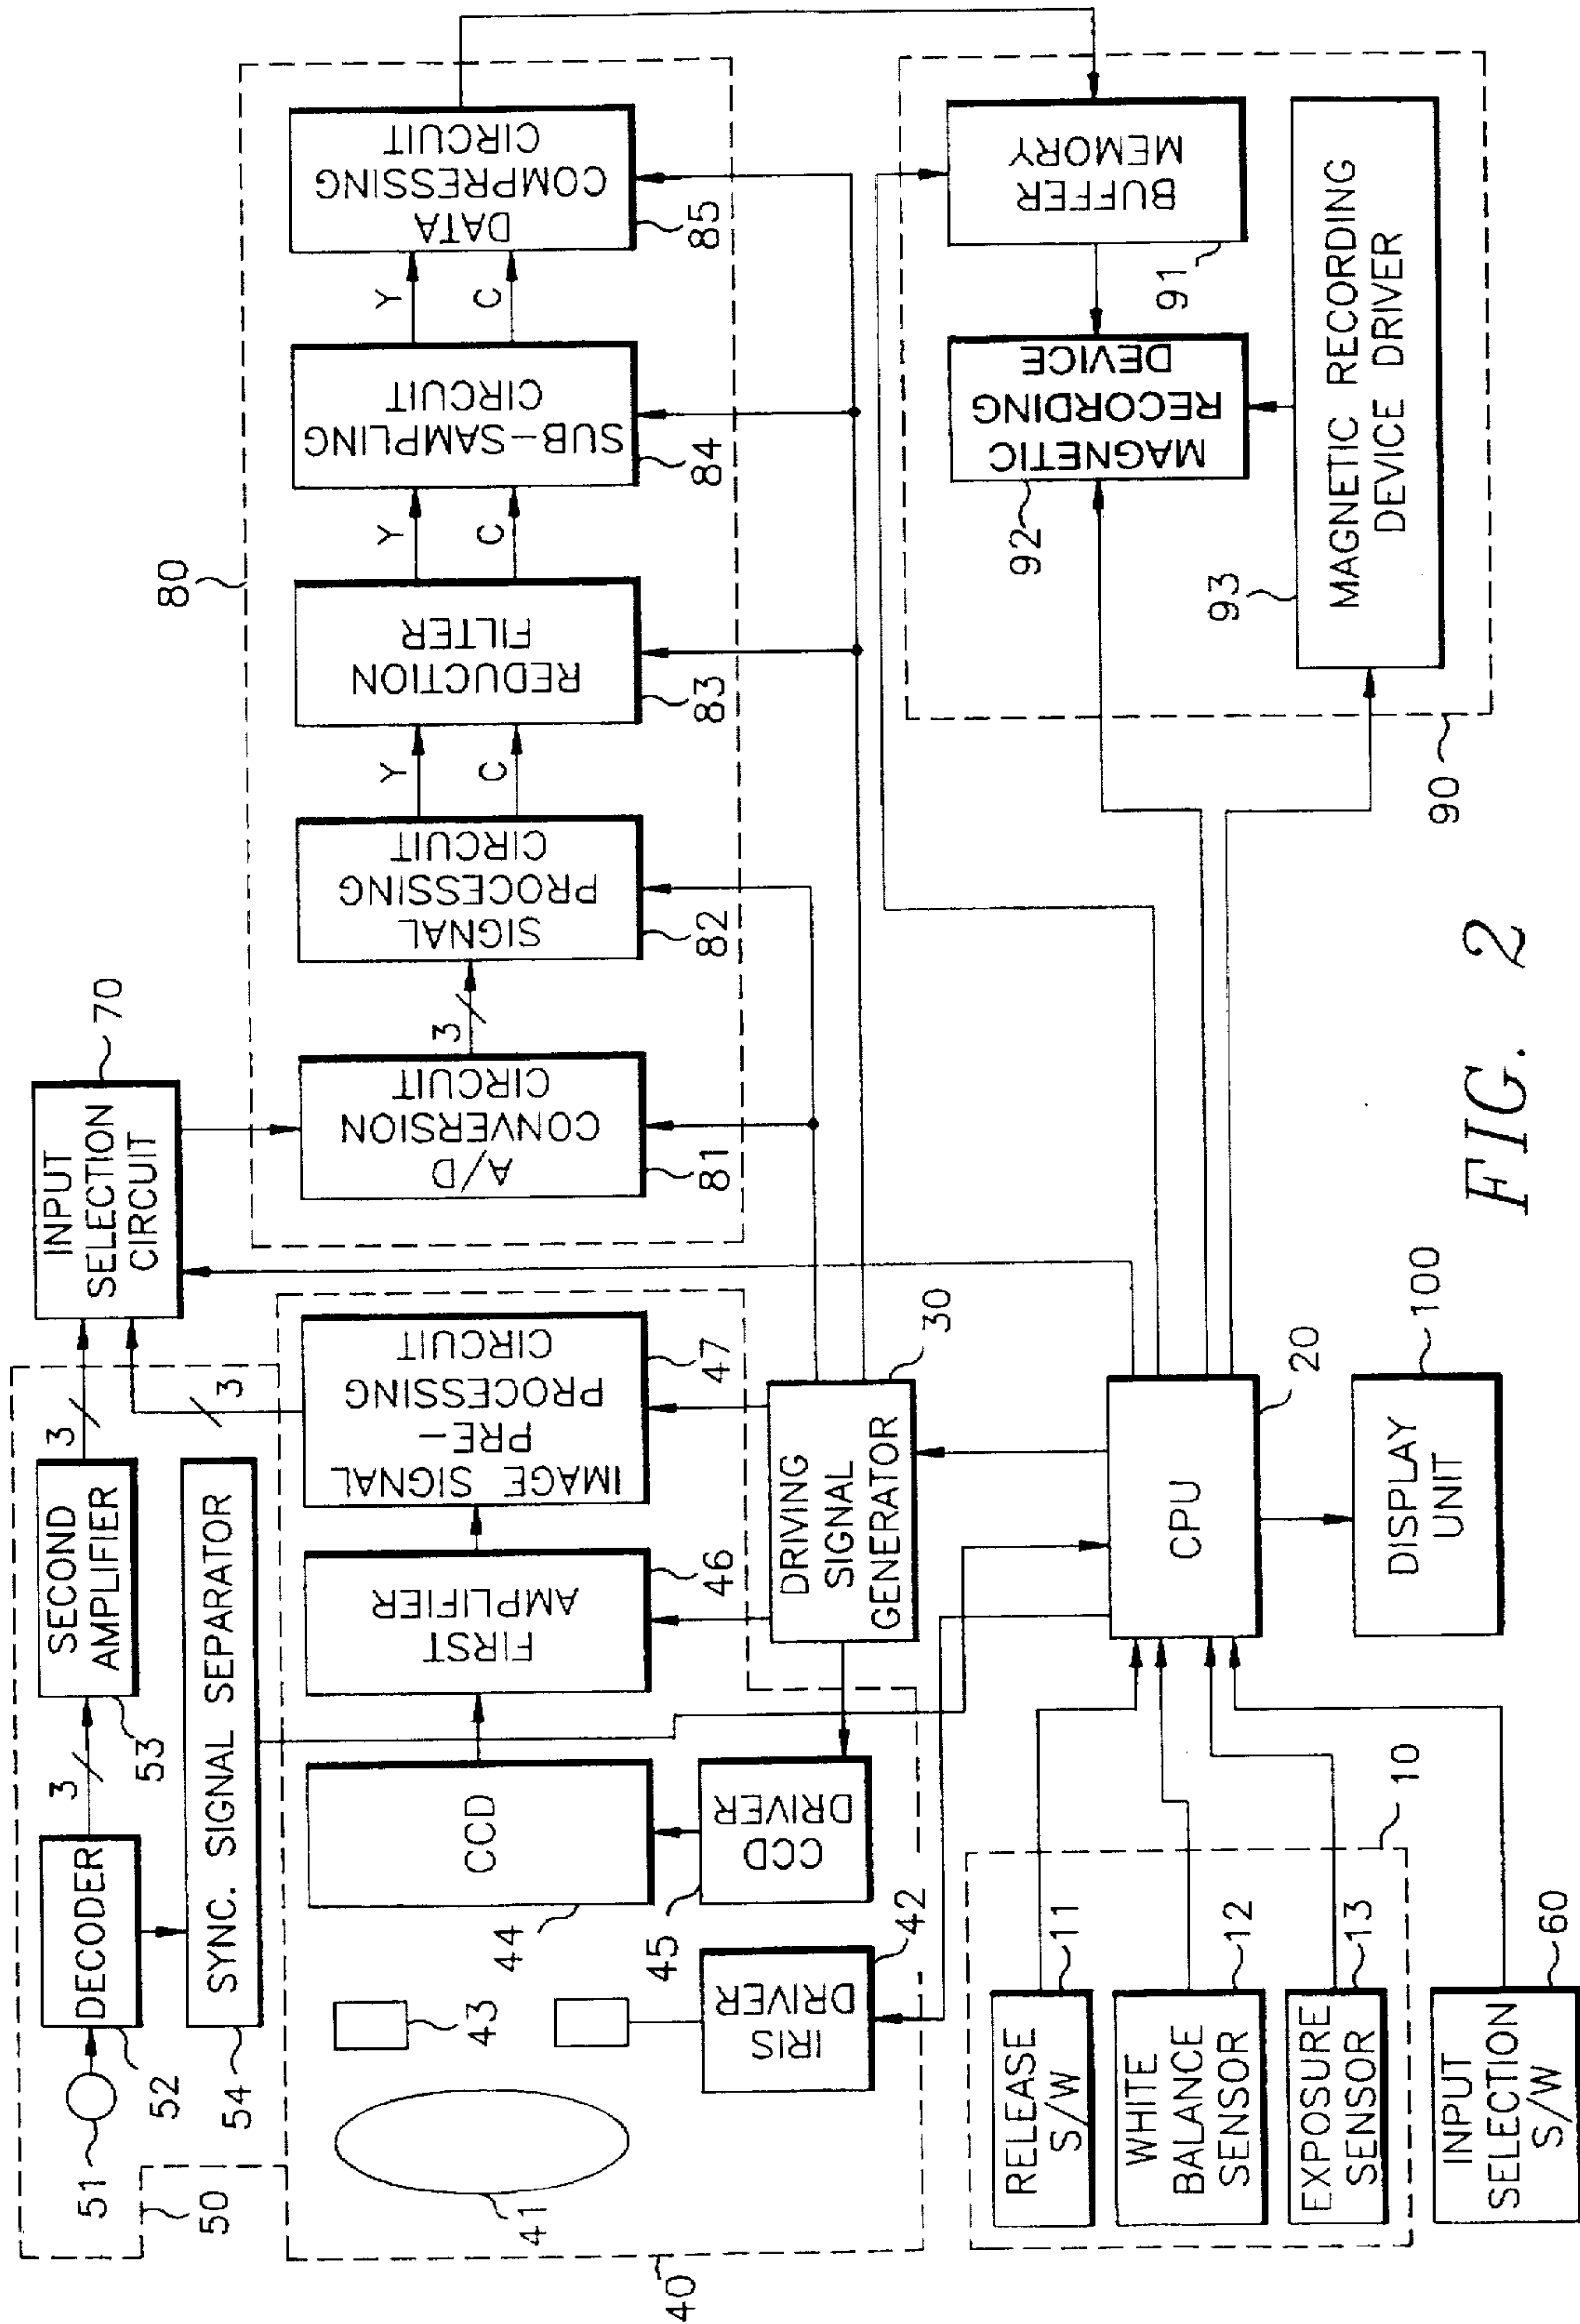 50
51
DECODER
52
3
SECOND
AMPLIFIER
53
3
SYNC. SIGNAL SEPARATOR
54
INPUT
SELECTION
CIRCUIT
70
40
41
43
IRIS
DRIVER
42
CCD
44
CCD
DRIVER
45
FIRST
AMPLIFIER
46
IMAGE SIGNAL
PRE-
PROCESSING
CIRCUIT
47
3
80
A/D
CONVERSION
CIRCUIT
81
3
SIGNAL
PROCESSING
CIRCUIT
82
Y
C
REDUCTION
FILTER
83
Y
C
SUB-SAMPLING
CIRCUIT
84
Y
C
DATA
COMPRESSING
CIRCUIT
85
DRIVING
SIGNAL
GENERATOR
30
10
RELEASE
S/W
11
WHITE
BALANCE
SENSOR
12
EXPOSURE
SENSOR
13
INPUT
SELECTION
S/W
60
CPU
20
DISPLAY
UNIT
100
90
BUFFER
MEMORY
91
MAGNETIC
RECORDING
DEVICE
92
MAGNETIC RECORDING
DEVICE DRIVER
93
FIG. 2